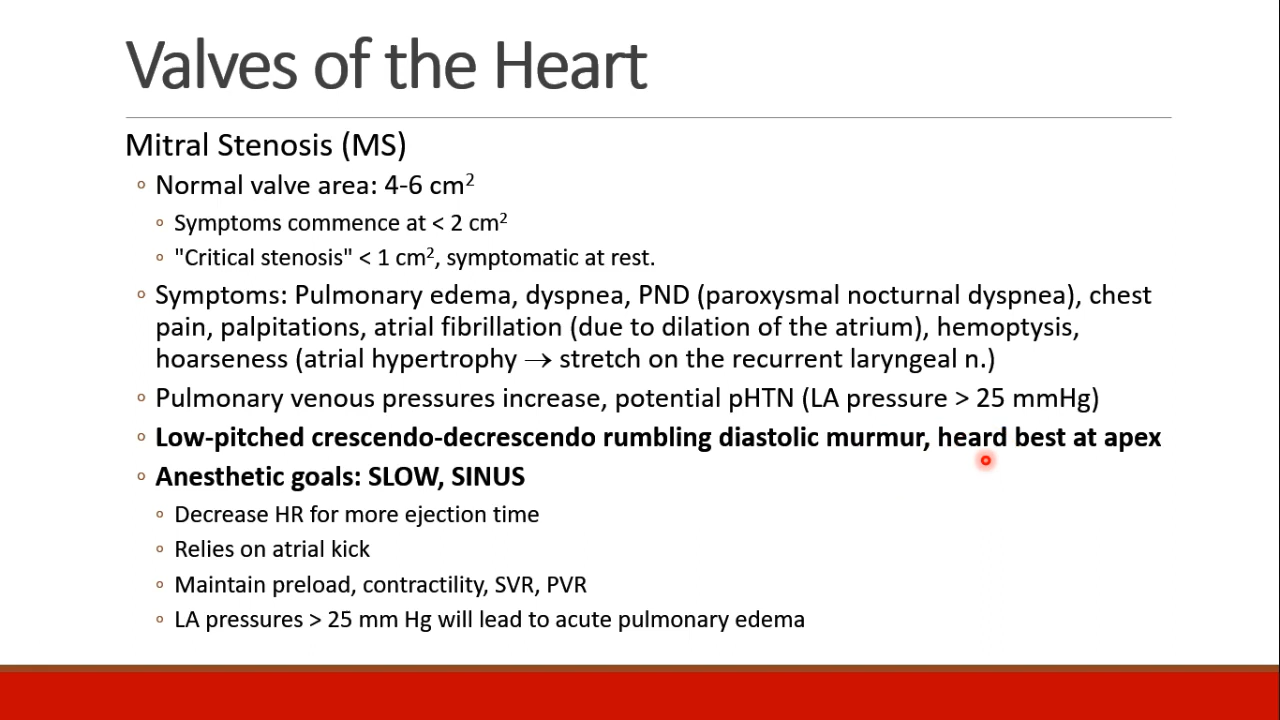 Valves of the Heart
Mitral Stenosis (MS)
◦ Normal valve area: 4-6 cm²
◦ Symptoms commence at < 2 cm²
◦ "Critical stenosis" < 1 cm², symptomatic at rest.
◦ Symptoms: Pulmonary edema, dyspnea, PND (paroxysmal nocturnal dyspnea), chest
pain, palpitations, atrial fibrillation (due to dilation of the atrium), hemoptysis,
hoarseness (atrial hypertrophy → stretch on the recurrent laryngeal n.)
◦ Pulmonary venous pressures increase, potential pHTN (LA pressure > 25 mmHg)
◦ Low-pitched crescendo-decrescendo rumbling diastolic murmur, heard best at apex
◦ Anesthetic goals: SLOW, SINUS
◦ Decrease HR for more ejection time
◦ Relies on atrial kick
◦ Maintain preload, contractility, SVR, PVR
◦ LA pressures > 25 mm Hg will lead to acute pulmonary edema